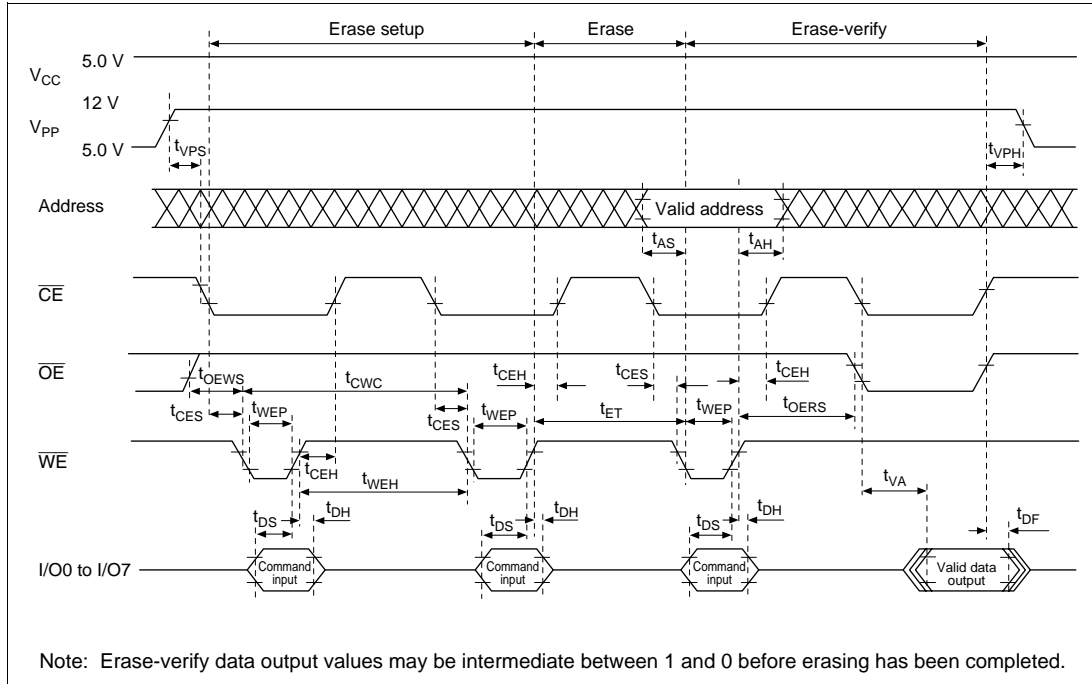 Erase setup Erase Erase-verify
5.0 V
VCC
12 V
VPP
5.0 V
tVPS tVPH
Address Valid address
tAS tAH
CE
OE
tOEWS tCWC tCEH tCES tCEH
tCES tWEP tCES tWEP tET tWEP tOERS
WE
tCEH
tWEH tVA
tDS tDH tDS tDH tDS tDH tDF
I/O0 to I/O7 Command input Command input Command input Valid data output
Note: Erase-verify data output values may be intermediate between 1 and 0 before erasing has been completed.